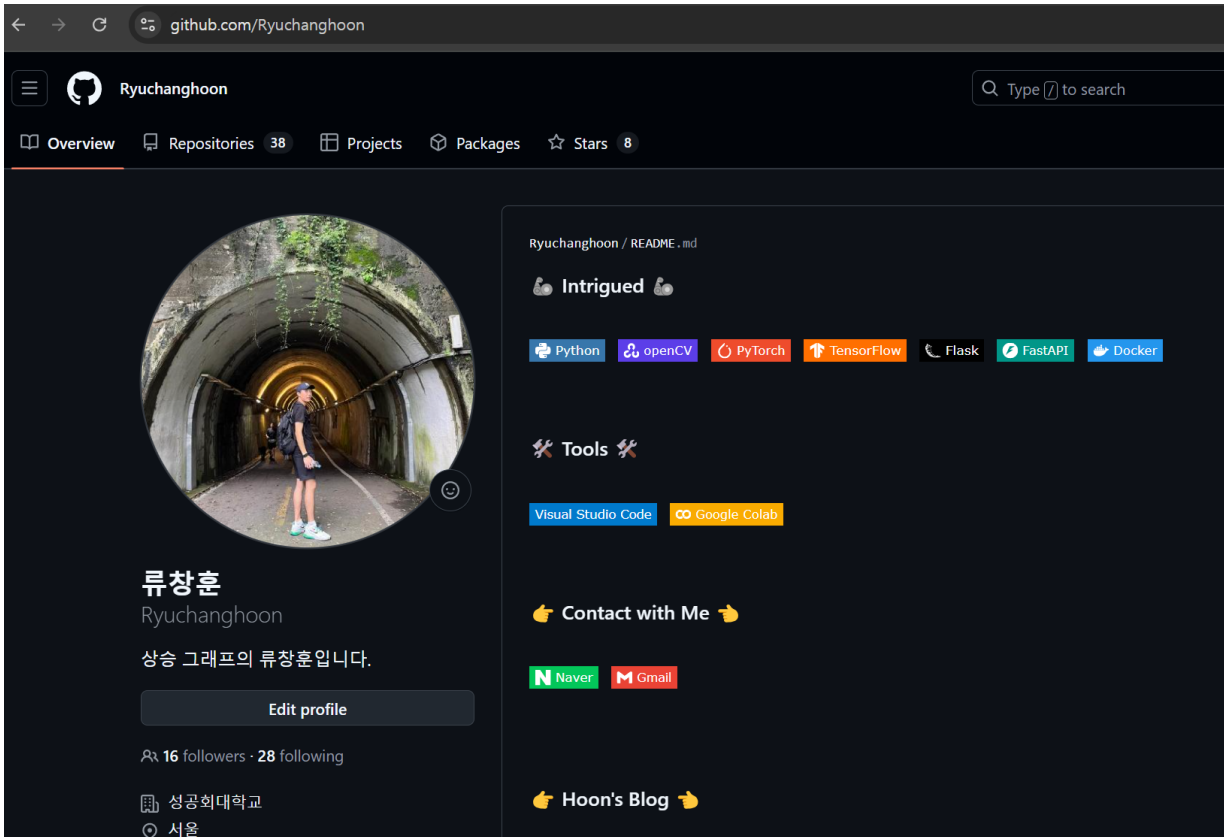 github.com/Ryuchanghoon
Ryuchanghoon
Type / to search
Overview Repositories 38 Projects Packages Stars 8
Ryuchanghoon / README.md
Intrigued
Python openCV PyTorch TensorFlow Flask FastAPI Docker
Tools
Visual Studio Code Google Colab
Contact with Me
Naver Gmail
Hoon's Blog
류창훈
Ryuchanghoon
상승 그래프의 류창훈입니다.
Edit profile
16 followers · 28 following
성공회대학교
서울